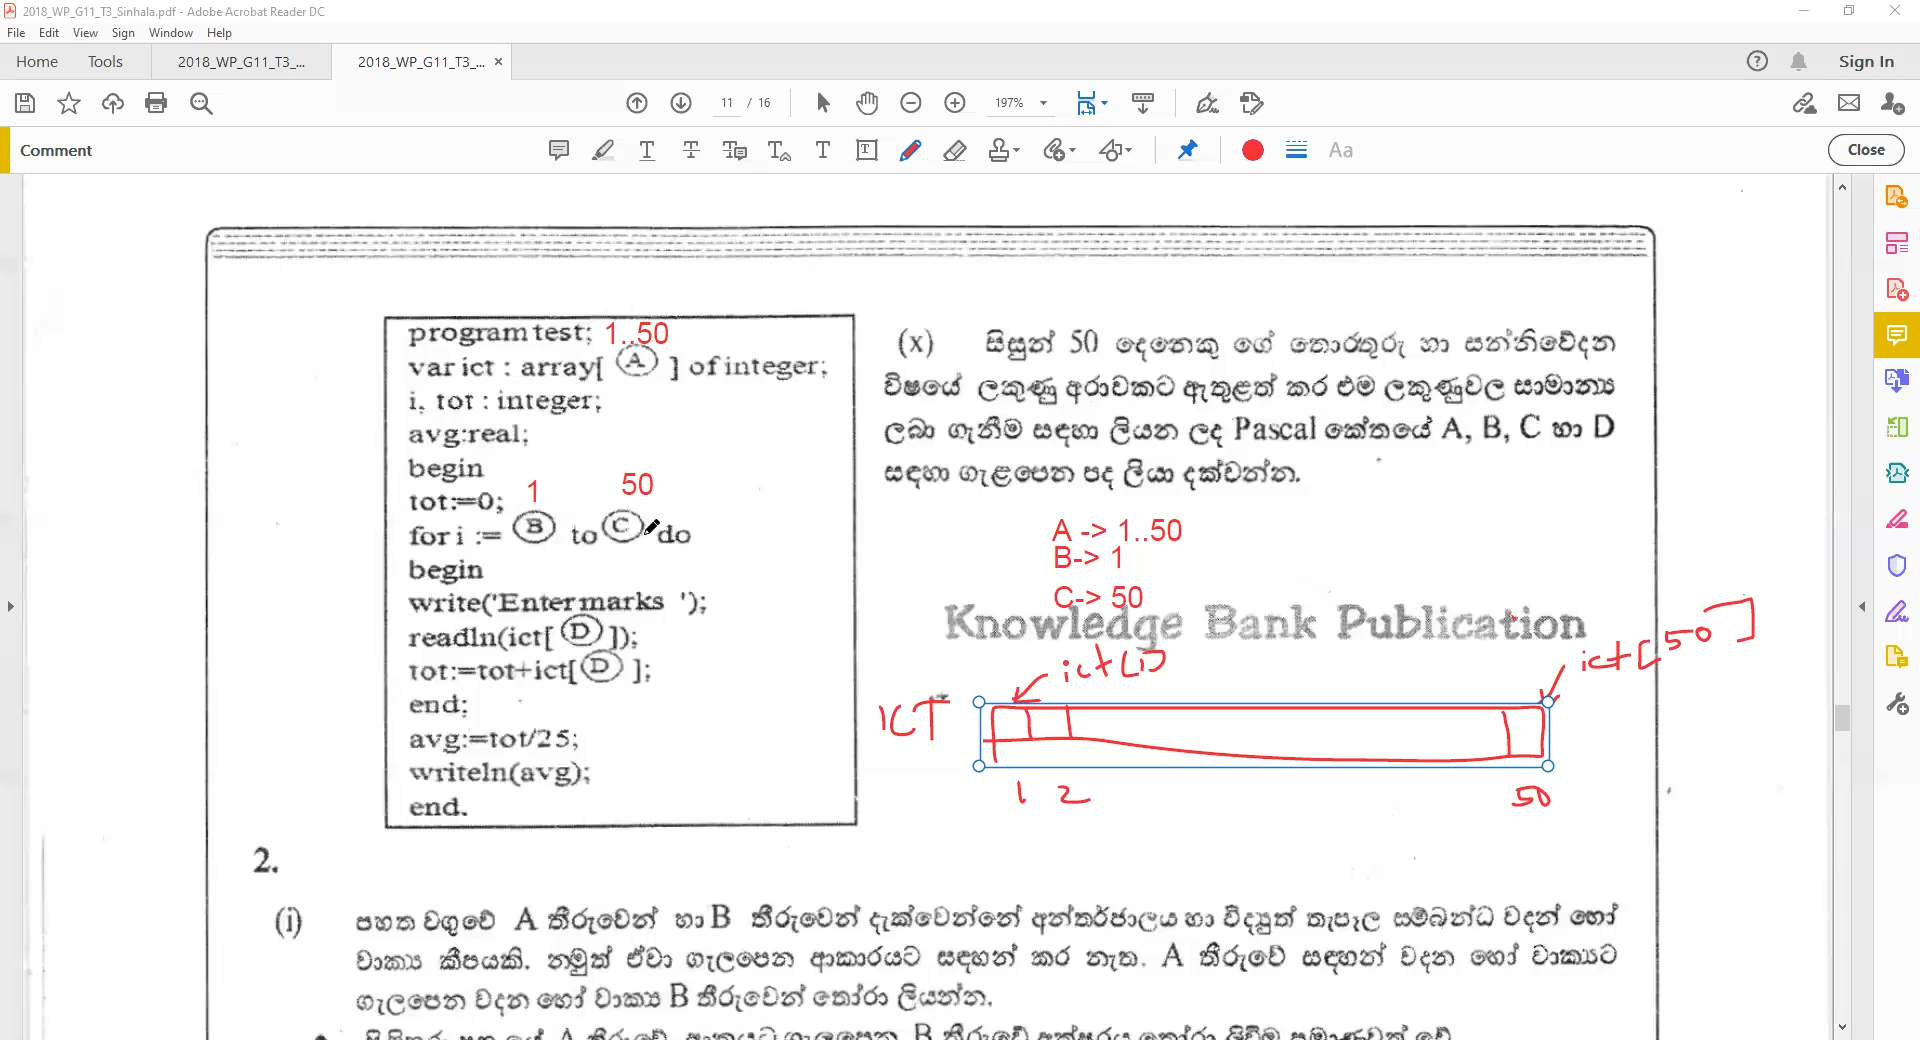 2018_WP_G11_T3_Sinhala.pdf - Adobe Acrobat Reader DC
File Edit View Sign Window Help
Home Tools 2018_WP_G11_T3_... 2018_WP_G11_T3_... × Sign In
11 / 16 197%
Comment Aa Close
program test; 1..50
var ict : array[ A ] of integer;
i, tot : integer;
avg:real;
begin
tot:=0; 1 50
for i := B to C do
begin
write('Enter marks ');
readln(ict[ D ]);
tot:=tot+ict[ D ];
end;
avg:=tot/25;
writeln(avg);
end.
(x) සිසුන් 50 දෙනෙකු ගේ තොරතුරු හා සන්නිවේදන
විෂයේ ලකුණු අරාවකට ඇතුළත් කර එම ලකුණුවල සාමාන්‍ය
ලබා ගැනීම සඳහා ලියන ලද Pascal කේතයේ A, B, C හා D
සඳහා ගැළපෙන පද ලියා දක්වන්න.
A -> 1..50
B-> 1
C-> 50
Knowledge Bank Publication
ict[1] ict[50]
ICT
1 2 50
2.
(i) පහත වගුවේ A තීරුවෙන් හා B තීරුවෙන් දැක්වෙන්නේ අන්තර්ජාලය හා විද්‍යුත් තැපෑල සම්බන්ධ වදන් හෝ
වාක්‍ය කීපයකි. නමුත් ඒවා ගැලපෙන ආකාරයට සඳහන් කර නැත. A තීරුවේ සඳහන් වදන හෝ වාක්‍යට
ගැලපෙන වදන හෝ වාක්‍ය B තීරුවෙන් තෝරා ලියන්න.